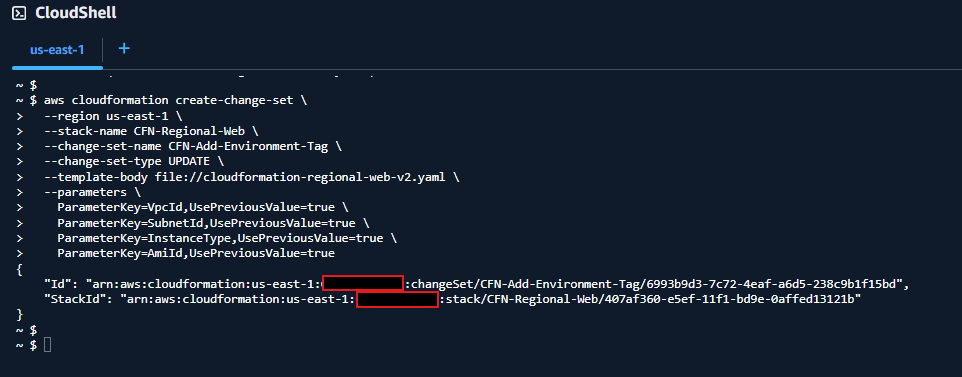 CloudShell
us-east-1
+
~ $
~ $ aws cloudformation create-change-set \
>   --region us-east-1 \
>   --stack-name CFN-Regional-Web \
>   --change-set-name CFN-Add-Environment-Tag \
>   --change-set-type UPDATE \
>   --template-body file://cloudformation-regional-web-v2.yaml \
>   --parameters \
>     ParameterKey=VpcId,UsePreviousValue=true \
>     ParameterKey=SubnetId,UsePreviousValue=true \
>     ParameterKey=InstanceType,UsePreviousValue=true \
>     ParameterKey=AmiId,UsePreviousValue=true
{
    "Id": "arn:aws:cloudformation:us-east-1: :changeSet/CFN-Add-Environment-Tag/6993b9d3-7c72-4eaf-a6d5-238c9b1f15bd",
    "StackId": "arn:aws:cloudformation:us-east-1: :stack/CFN-Regional-Web/407af360-e5ef-11f1-bd9e-0affed13121b"
}
~ $
~ $